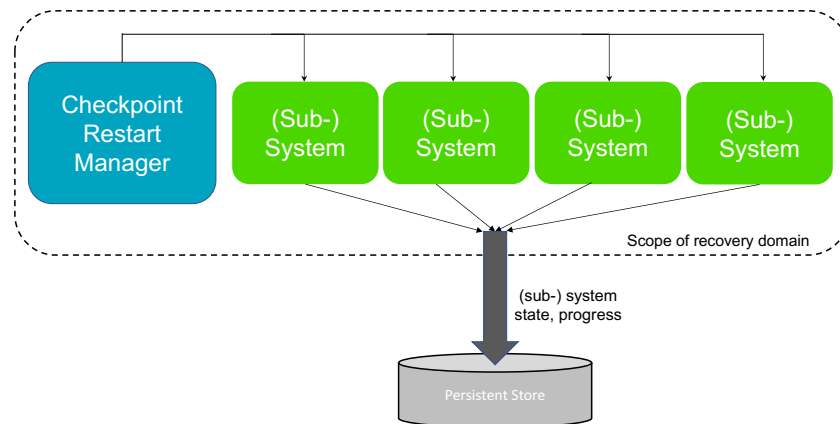 Checkpoint
Restart
Manager
(Sub-)
System
(Sub-)
System
(Sub-)
System
(Sub-)
System
Scope of recovery domain
(sub-) system
state, progress
Persistent Store